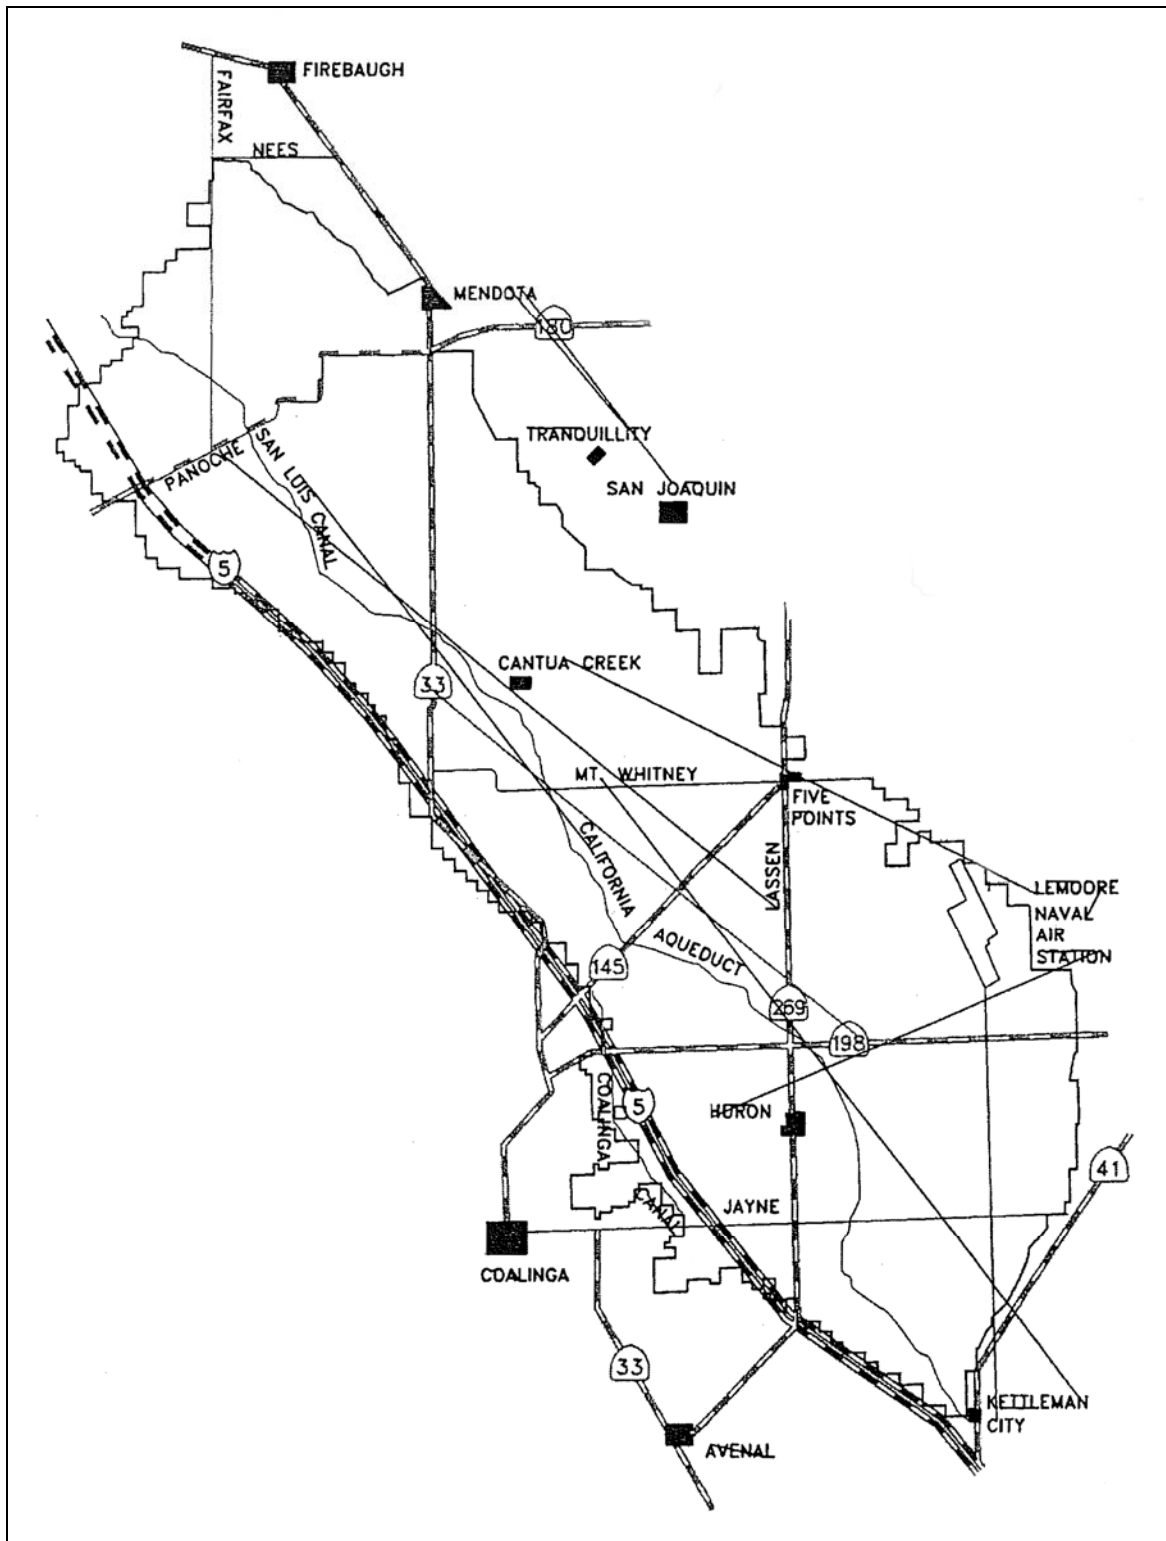 FIREBAUGH
FAIRFAX
NEES
MENDOTA
180
TRANQUILLITY
PANOCHE
SAN LUIS CANAL
SAN JOAQUIN
5
CANTUA CREEK
33
MT. WHITNEY
FIVE
POINTS
CALIFORNIA
LASSEN
LEMOORE
NAVAL
AIR
STATION
AQUEDUCT
145
269
198
COALINGA
5
HURON
41
CANAL
JAYNE
COALINGA
33
KETTLEMAN
CITY
AVENAL